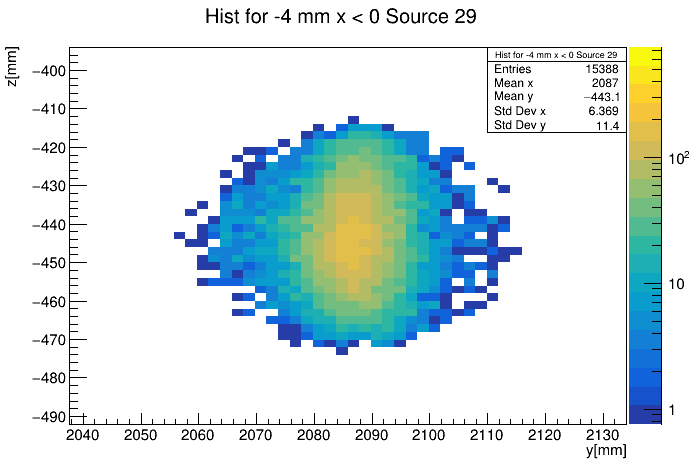 Hist for -4 mm x < 0 Source 29
z[mm]
Hist for -4 mm x < 0 Source 29
Entries 15388
Mean x 2087
Mean y −443.1
Std Dev x 6.369
Std Dev y 11.4
−400
−410
−420
−430
−440
−450
−460
−470
−480
−490
10²
10
1
2040 2050 2060 2070 2080 2090 2100 2110 2120 2130
y[mm]